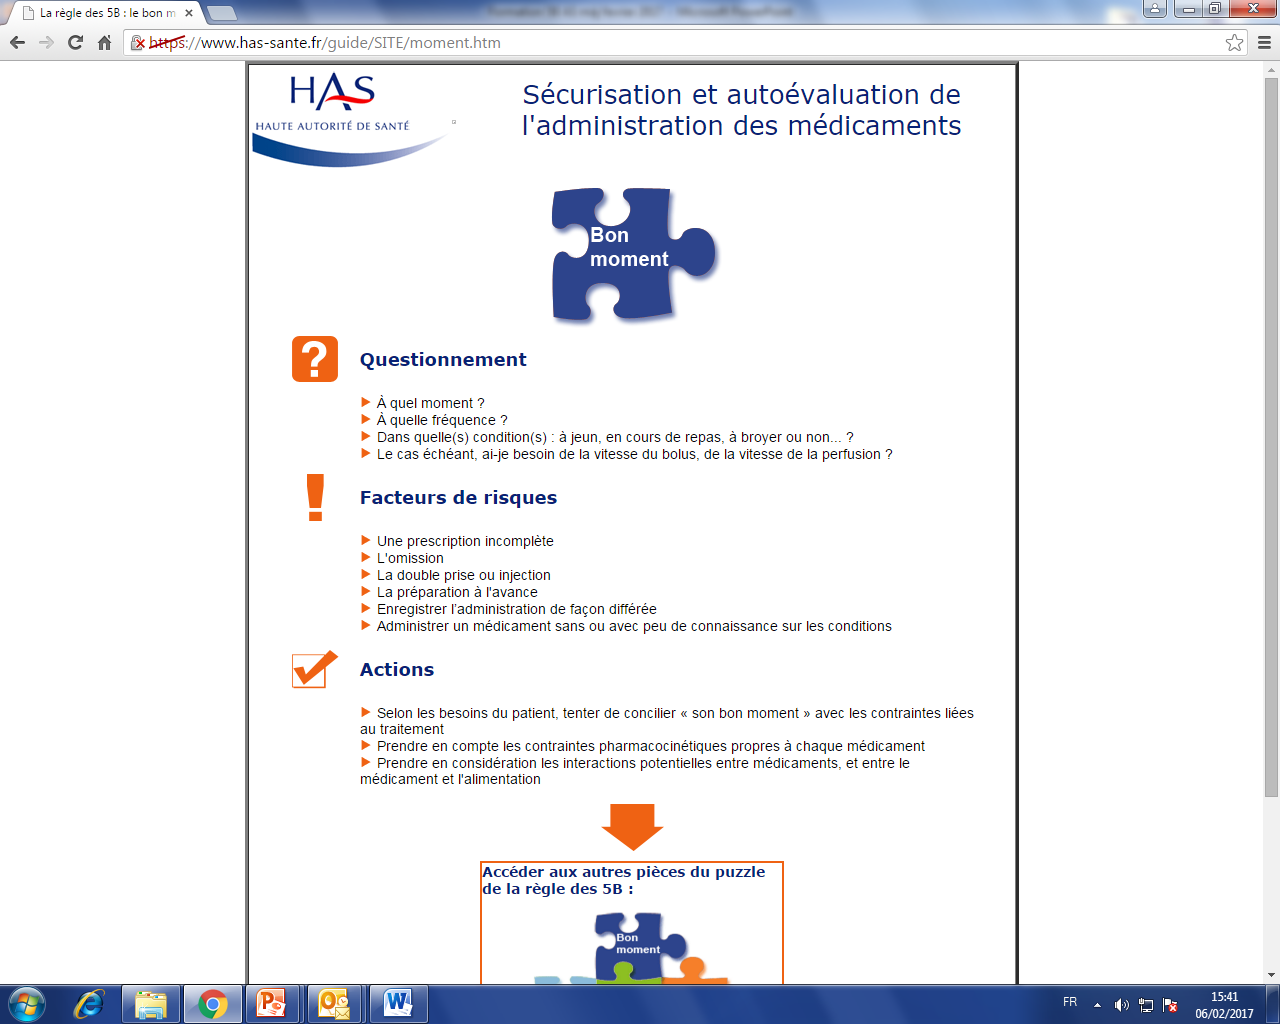 La règle des 5B : le bon m
https://www.has-sante.fr/guide/SITE/moment.htm
HAS
HAUTE AUTORITÉ DE SANTÉ
Sécurisation et autoévaluation de
l'administration des médicaments
Bon
moment
?
Questionnement
À quel moment ?
À quelle fréquence ?
Dans quelle(s) condition(s) : à jeun, en cours de repas, à broyer ou non... ?
Le cas échéant, ai-je besoin de la vitesse du bolus, de la vitesse de la perfusion ?
!
Facteurs de risques
Une prescription incomplète
L'omission
La double prise ou injection
La préparation à l'avance
Enregistrer l’administration de façon différée
Administrer un médicament sans ou avec peu de connaissance sur les conditions
Actions
Selon les besoins du patient, tenter de concilier « son bon moment » avec les contraintes liées
au traitement
Prendre en compte les contraintes pharmacocinétiques propres à chaque médicament
Prendre en considération les interactions potentielles entre médicaments, et entre le
médicament et l'alimentation
Accéder aux autres pièces du puzzle
de la règle des 5B :
Bon
moment
FR
15:41
06/02/2017